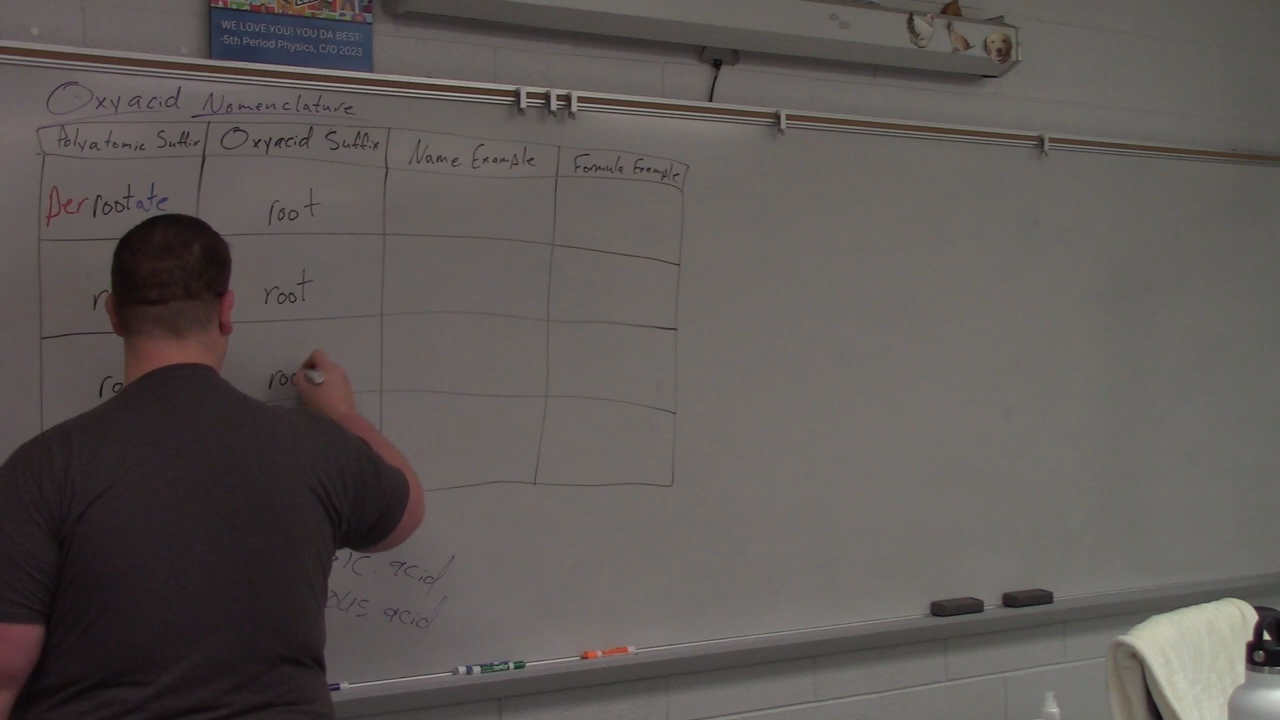 WE LOVE YOU! YOU DA BEST!
-5th Period Physics, C/O 2023
Oxyacid Nomenclature
Polyatomic Suffix Oxyacid Suffix Name Example Formula Example
Perrootate root
root
acid
acid